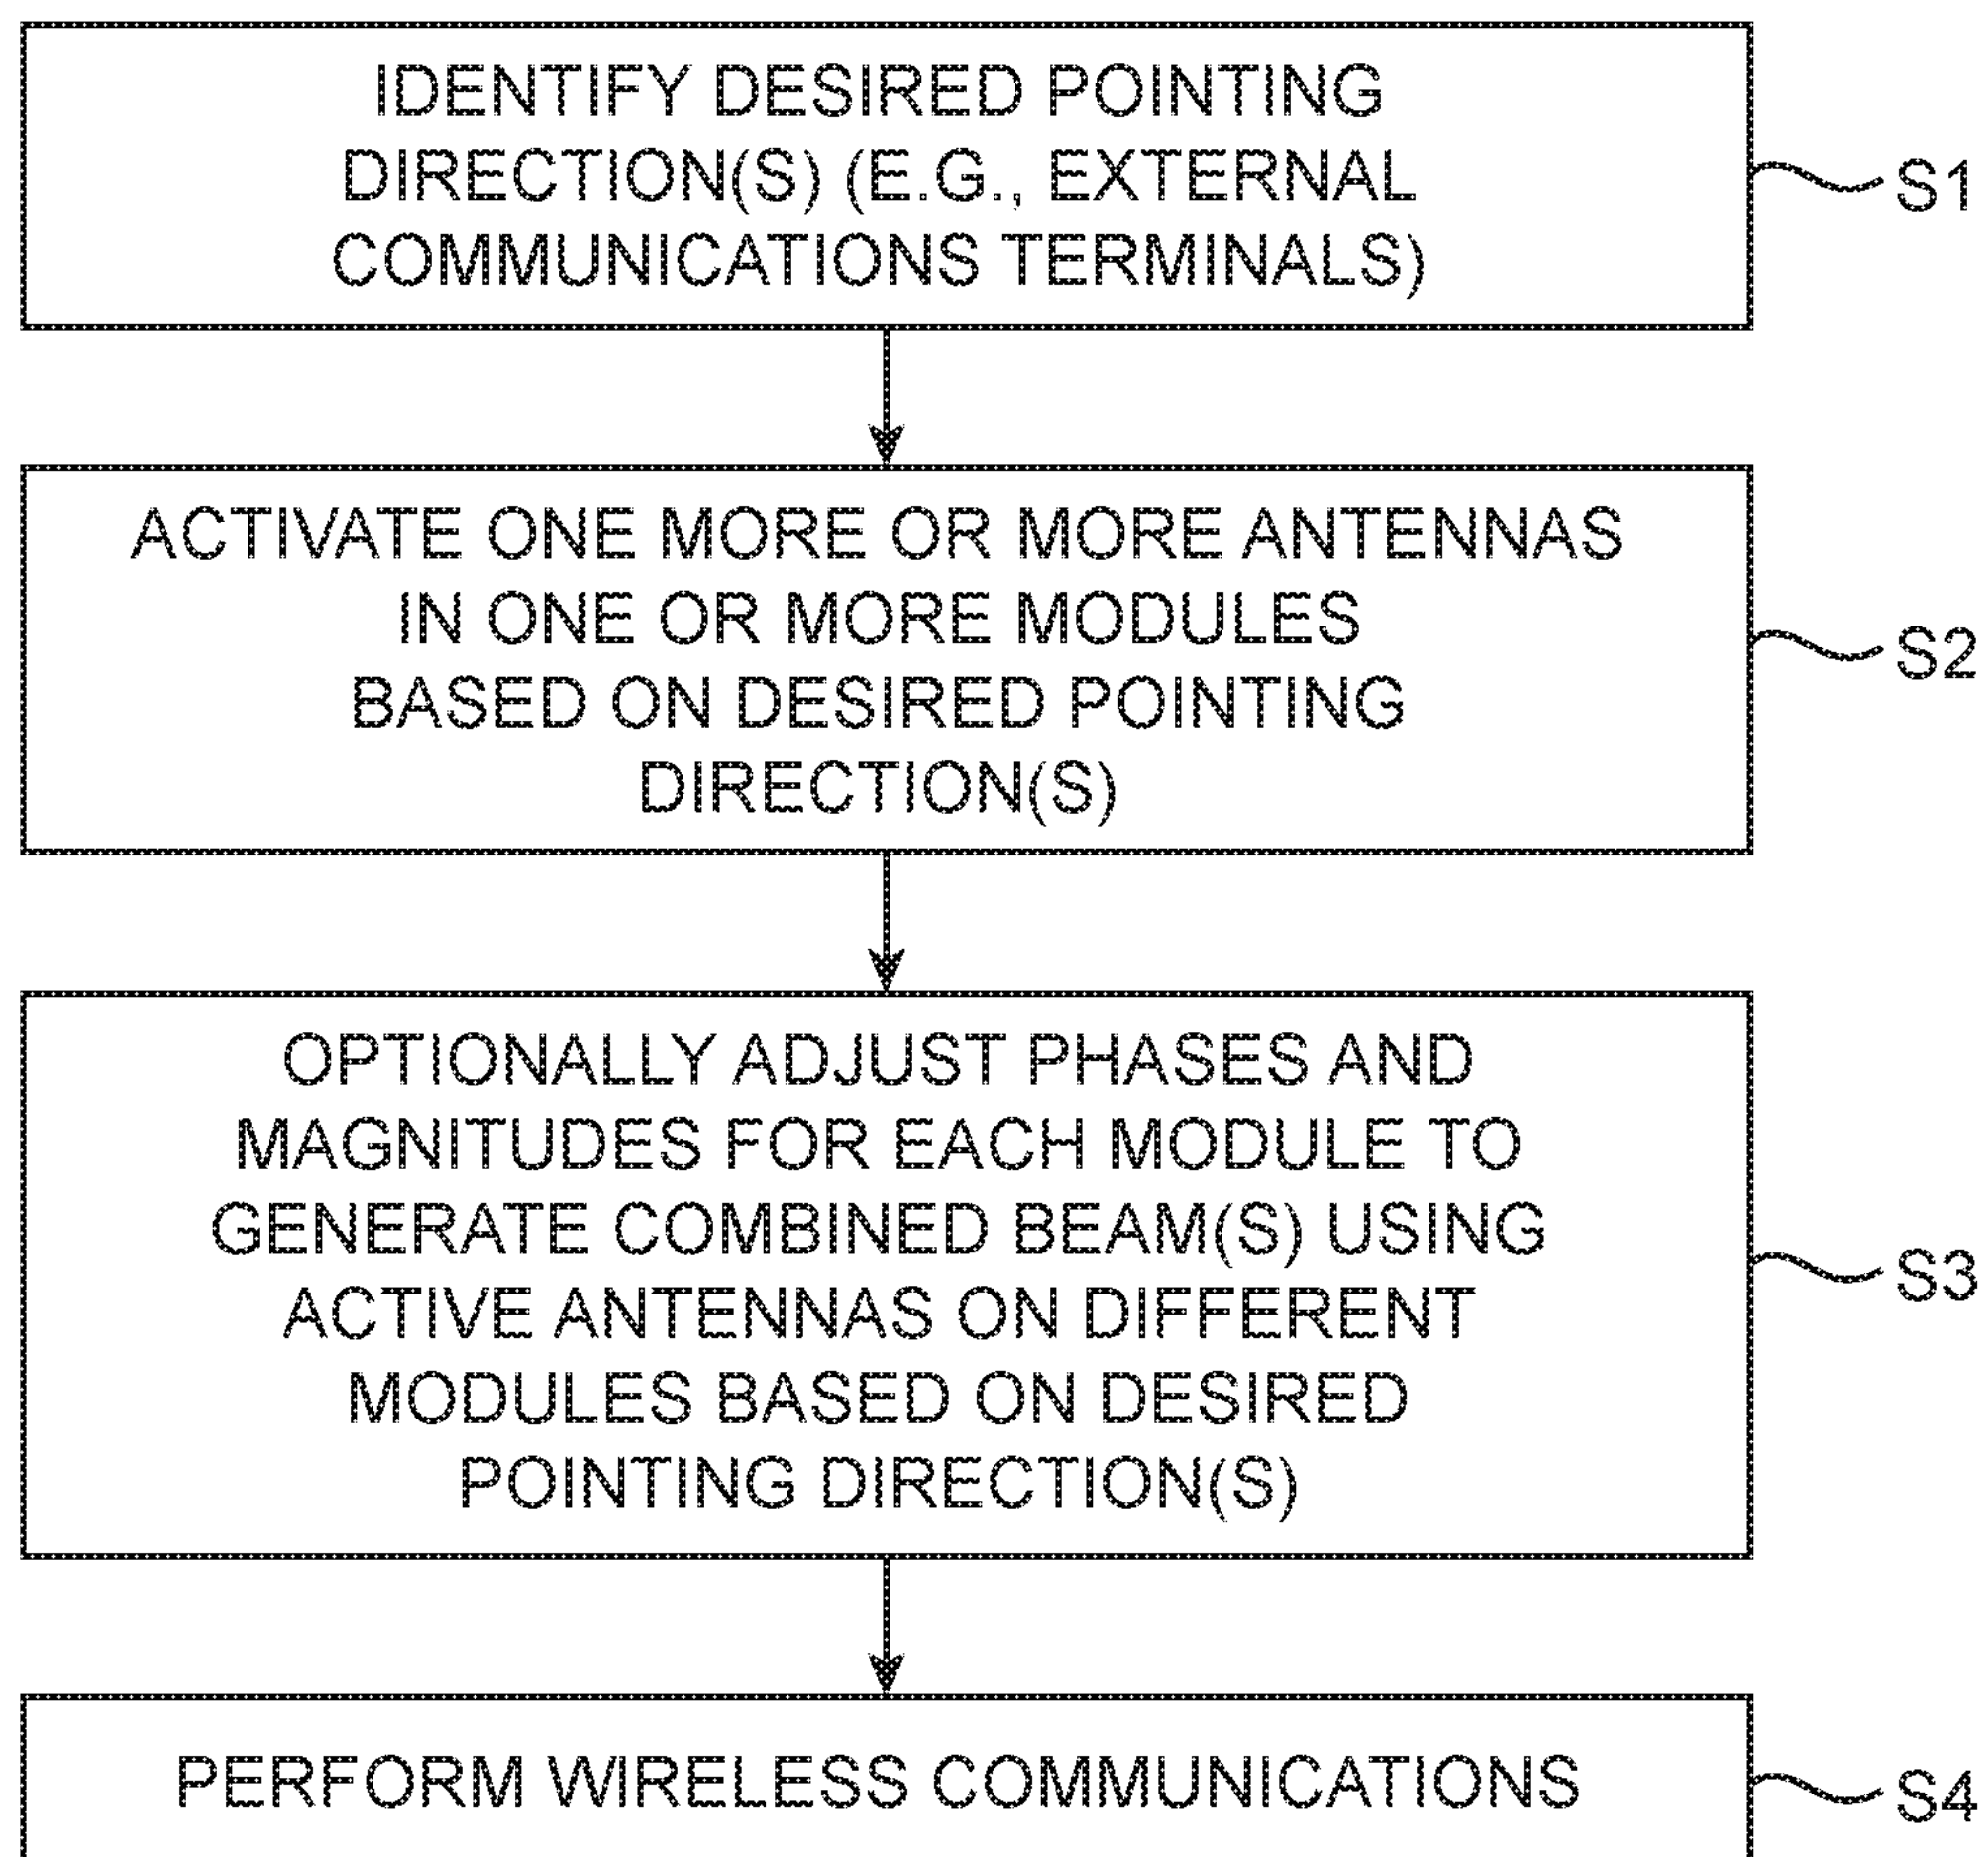 IDENTIFY DESIRED POINTING
DIRECTION(S) (E.G., EXTERNAL
COMMUNICATIONS TERMINALS)
S1
ACTIVATE ONE MORE OR MORE ANTENNAS
IN ONE OR MORE MODULES
BASED ON DESIRED POINTING
DIRECTION(S)
S2
OPTIONALLY ADJUST PHASES AND
MAGNITUDES FOR EACH MODULE TO
GENERATE COMBINED BEAM(S) USING
ACTIVE ANTENNAS ON DIFFERENT
MODULES BASED ON DESIRED
POINTING DIRECTION(S)
S3
PERFORM WIRELESS COMMUNICATIONS
S4